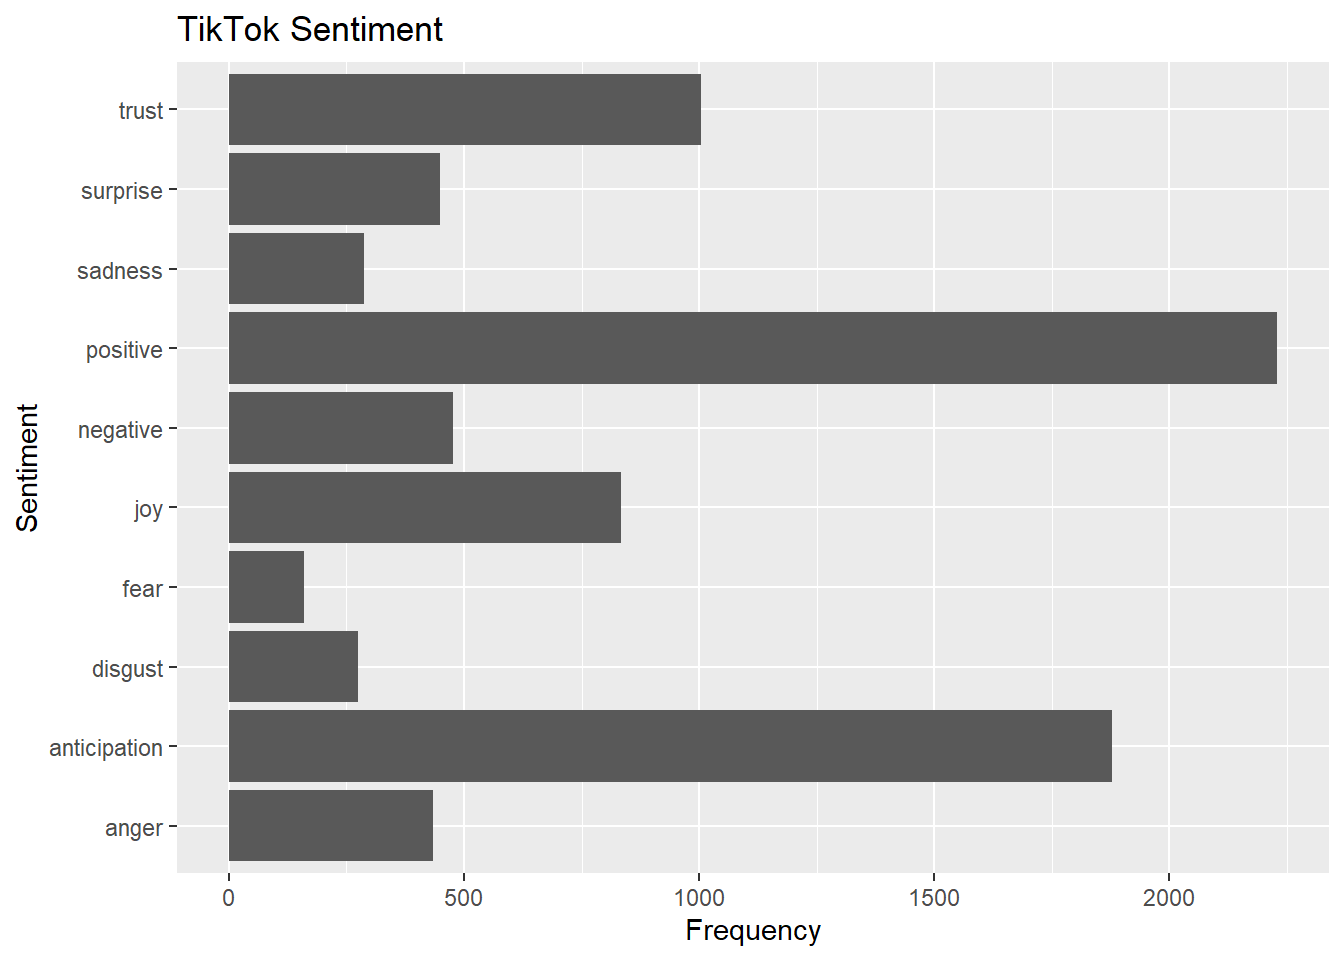 TikTok Sentiment
Sentiment
trust
surprise
sadness
positive
negative
joy
fear
disgust
anticipation
anger
0 500 1000 1500 2000
Frequency